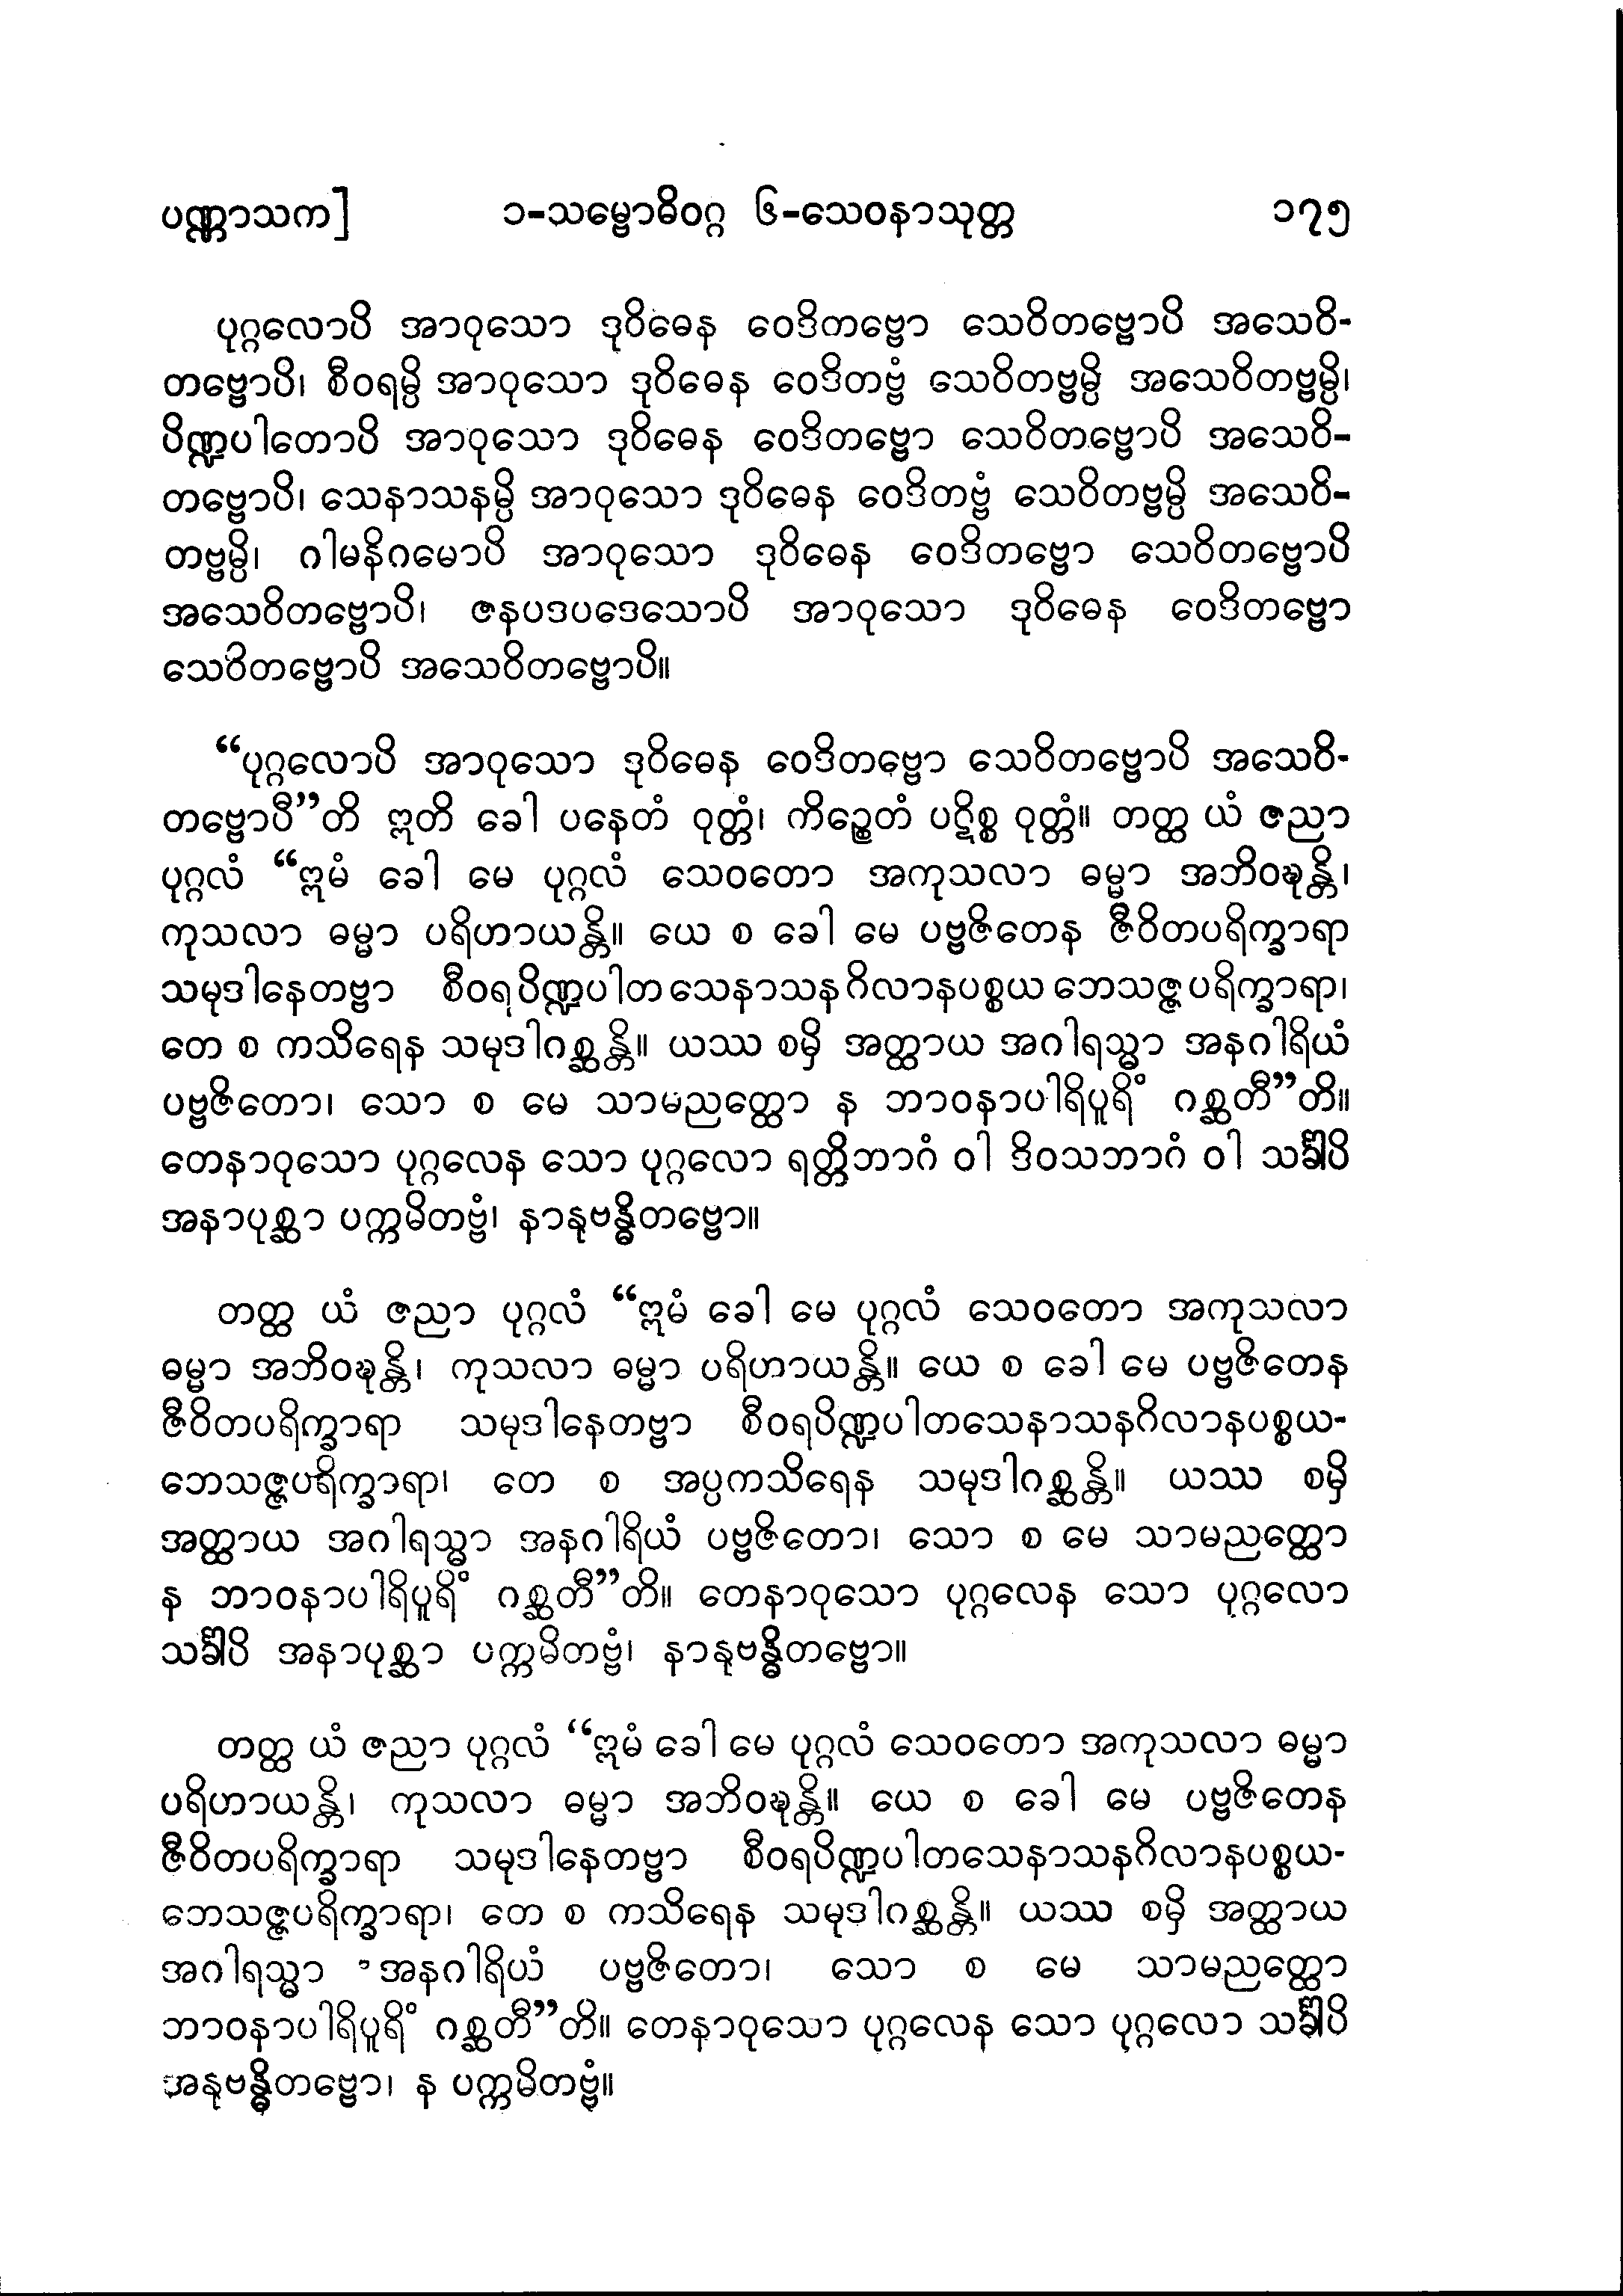 ပဏ္ဏာသက] ၁-သမ္ဗောဓိဝဂ္ဂ ၆-သေဝနာသုတ္တ ၁၇၅
ပုဂ္ဂလောပိ အာဝုသော ဒုဝိဓေန ဝေဒိကဗ္ဗော သေဝိတဗ္ဗောပိ အသေဝိ-
တဗ္ဗောပိ၊ စီဝရမ္ပိ အာဝုသော ဒုဝိဓေန ဝေဒိတဗ္ဗံ သေဝိတဗ္ဗမ္ပိ အသေဝိတဗ္ဗမ္ပိ၊
ပိဏ္ဍပါတောပိ အာဝုသော ဒုဝိဓေန ဝေဒိတဗ္ဗော သေဝိတဗ္ဗောပိ အသေဝိ-
တဗ္ဗောပိ၊ သေနာသနမ္ပိ အာဝုသော ဒုဝိဓေန ဝေဒိတဗ္ဗံ သေဝိတဗ္ဗမ္ပိ အသေဝိ-
တဗ္ဗမ္ပိ၊ ဂါမနိဂမောပိ အာဝုသော ဒုဝိဓေန ဝေဒိတဗ္ဗော သေဝိတဗ္ဗောပိ
အသေဝိတဗ္ဗောပိ၊ ဇနပဒပဒေသောပိ အာဝုသော ဒုဝိဓေန ဝေဒိတဗ္ဗော
သေဝိတဗ္ဗောပိ အသေဝိတဗ္ဗောပိ။
“ပုဂ္ဂလောပိ အာဝုသော ဒုဝိဓေန ဝေဒိတဗ္ဗော သေဝိတဗ္ဗောပိ အသေဝိ-
တဗ္ဗောပီ”တိ ဣတိ ခေါ ပနေတံ ဝုတ္တံ၊ ကိဉ္စေတံ ပဋိစ္စ ဝုတ္တံ။ တတ္ထ ယံ ဇညာ
ပုဂ္ဂလံ “ဣမံ ခေါ မေ ပုဂ္ဂလံ သေဝတော အကုသလာ ဓမ္မာ အဘိဝဍ္ဎန္တိ၊
ကုသလာ ဓမ္မာ ပရိဟာယန္တိ။ ယေ စ ခေါ မေ ပဗ္ဗဇိတေန ဇီဝိတပရိက္ခာရာ
သမုဒါနေတဗ္ဗာ စီဝရပိဏ္ဍပါတသေနာသနဂိလာနပစ္စယဘေသဇ္ဇပရိက္ခာရာ၊
တေ စ ကသိရေန သမုဒါဂစ္ဆန္တိ။ ယဿ စမှိ အတ္ထာယ အဂါရသ္မာ အနဂါရိယံ
ပဗ္ဗဇိတော၊ သော စ မေ သာမညတ္ထော န ဘာဝနာပါရိပူရိံ ဂစ္ဆတီ”တိ။
တေနာဝုသော ပုဂ္ဂလေန သော ပုဂ္ဂလော ရတ္တိဘာဂံ ဝါ ဒိဝသဘာဂံ ဝါ သင်္ခါပိ
အနာပုစ္ဆာ ပက္ကမိတဗ္ဗံ၊ နာနုဗန္ဓိတဗ္ဗော။
တတ္ထ ယံ ဇညာ ပုဂ္ဂလံ “ဣမံ ခေါ မေ ပုဂ္ဂလံ သေဝတော အကုသလာ
ဓမ္မာ အဘိဝဍ္ဎန္တိ၊ ကုသလာ ဓမ္မာ ပရိဟာယန္တိ။ ယေ စ ခေါ မေ ပဗ္ဗဇိတေန
ဇီဝိတပရိက္ခာရာ သမုဒါနေတဗ္ဗာ စီဝရပိဏ္ဍပါတသေနာသနဂိလာနပစ္စယ-
ဘေသဇ္ဇပရိက္ခာရာ၊ တေ စ အပ္ပကသိရေန သမုဒါဂစ္ဆန္တိ။ ယဿ စမှိ
အတ္ထာယ အဂါရသ္မာ အနဂါရိယံ ပဗ္ဗဇိတော၊ သော စ မေ သာမညတ္ထော
န ဘာဝနာပါရိပူရိံ ဂစ္ဆတီ”တိ။ တေနာဝုသော ပုဂ္ဂလေန သော ပုဂ္ဂလော
သင်္ခါပိ အနာပုစ္ဆာ ပက္ကမိတဗ္ဗံ၊ နာနုဗန္ဓိတဗ္ဗော။
တတ္ထ ယံ ဇညာ ပုဂ္ဂလံ “ဣမံ ခေါ မေ ပုဂ္ဂလံ သေဝတော အကုသလာ ဓမ္မာ
ပရိဟာယန္တိ၊ ကုသလာ ဓမ္မာ အဘိဝဍ္ဎန္တိ။ ယေ စ ခေါ မေ ပဗ္ဗဇိတေန
ဇီဝိတပရိက္ခာရာ သမုဒါနေတဗ္ဗာ စီဝရပိဏ္ဍပါတသေနာသနဂိလာနပစ္စယ-
ဘေသဇ္ဇပရိက္ခာရာ၊ တေ စ ကသိရေန သမုဒါဂစ္ဆန္တိ။ ယဿ စမှိ အတ္ထာယ
အဂါရသ္မာ အနဂါရိယံ ပဗ္ဗဇိတော၊ သော စ မေ သာမညတ္ထော
ဘာဝနာပါရိပူရိံ ဂစ္ဆတီ”တိ။ တေနာဝုသော ပုဂ္ဂလေန သော ပုဂ္ဂလော သင်္ခါပိ
အနုဗန္ဓိတဗ္ဗော၊ န ပက္ကမိတဗ္ဗံ။